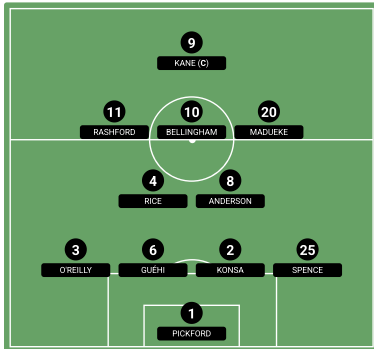 9
KANE (C)
11 10 20
RASHFORD BELLINGHAM MADUEKE
4 8
RICE ANDERSON
3 6 2 25
O'REILLY GUÉHI KONSA SPENCE
1
PICKFORD